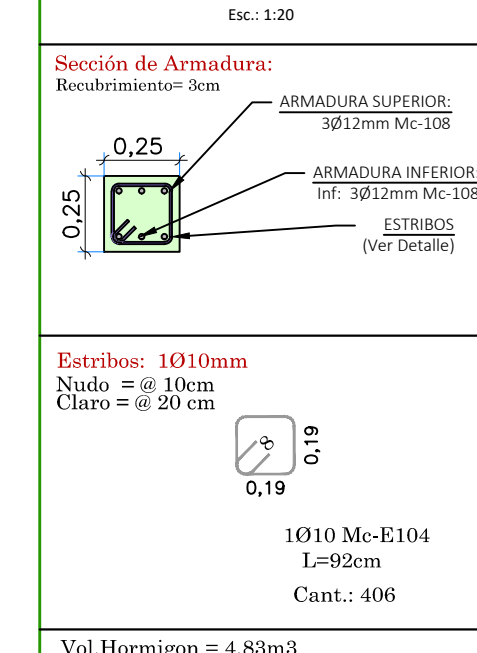 Esc.: 1:20
Sección de Armadura:
Recubrimiento= 3cm
ARMADURA SUPERIOR:
3Ø12mm Mc-108
0,25
ARMADURA INFERIOR:
Inf: 3Ø12mm Mc-108
0,25
ESTRIBOS
(Ver Detalle)
Estribos: 1Ø10mm
Nudo = @ 10cm
Claro = @ 20 cm
8
0,19
0,19
1Ø10 Mc-E104
L=92cm
Cant.: 406
Vol.Hormigon = 4.83m3